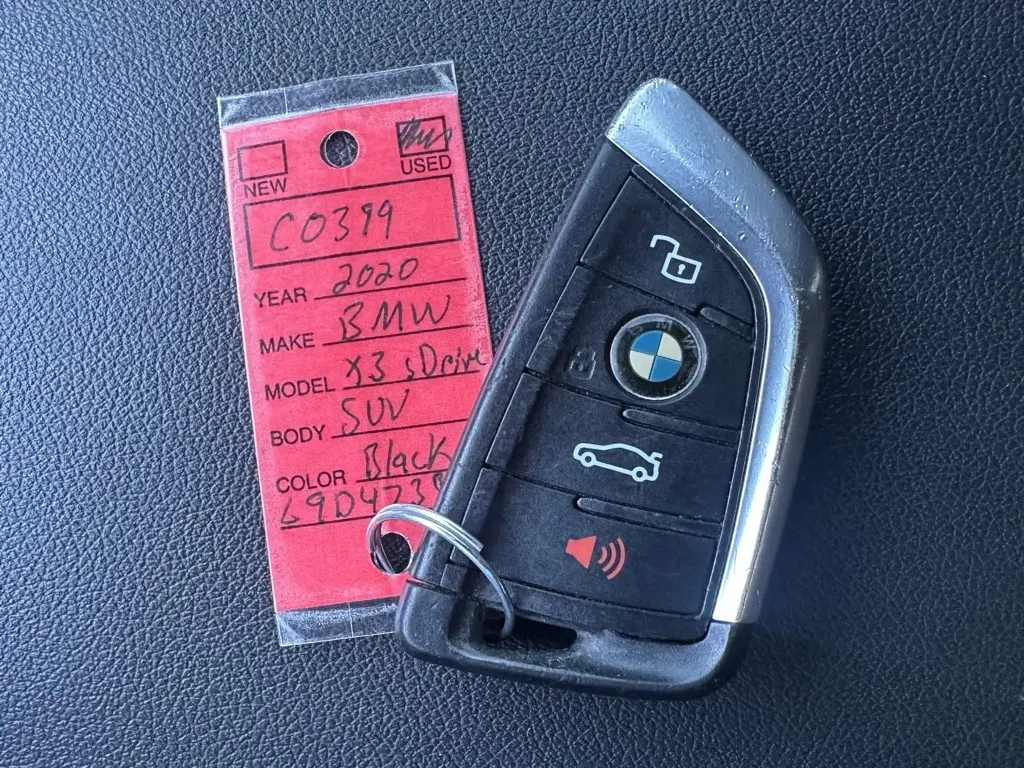 NEW USED
C0399
YEAR 2020
MAKE BMW
MODEL X3 sDrive
BODY SUV
COLOR Black
BMW